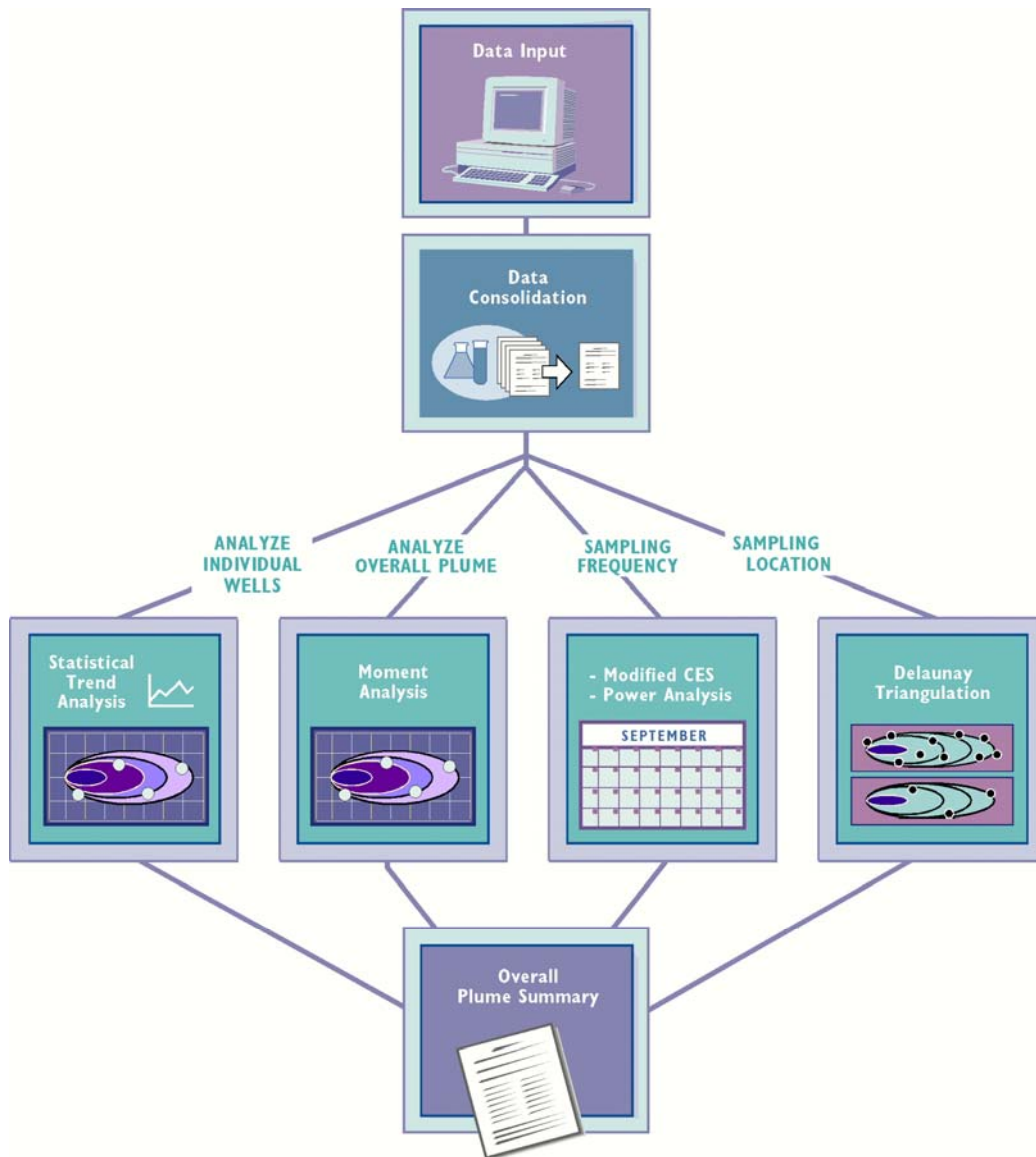 Data Input
Data
Consolidation
ANALYZE
INDIVIDUAL
WELLS
ANALYZE
OVERALL PLUME
SAMPLING
FREQUENCY
SAMPLING
LOCATION
Statistical
Trend
Analysis
Moment
Analysis
- Modified CES
- Power Analysis
SEPTEMBER
Delaunay
Triangulation
Overall
Plume Summary